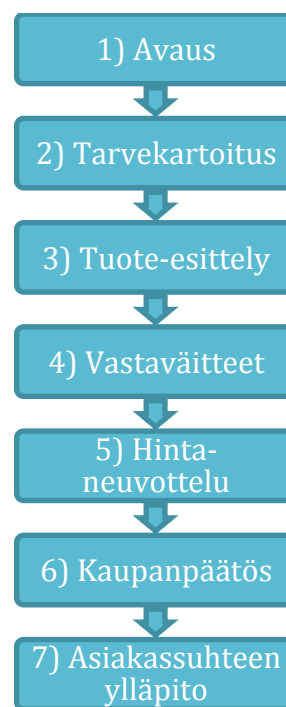 1) Avaus
2) Tarvekartoitus
3) Tuote-esittely
4) Vastaväitteet
5) Hinta-
neuvottelu
6) Kaupanpäätös
7) Asiakassuhteen
ylläpito